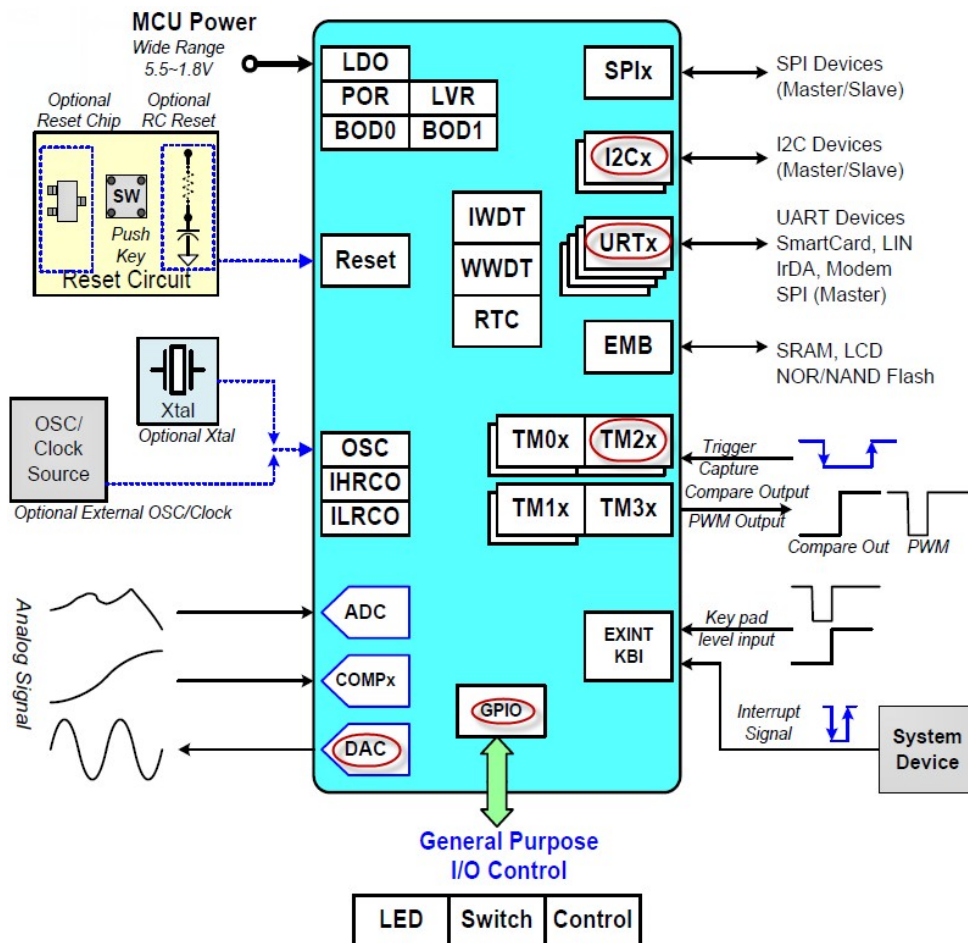 MCU Power
Wide Range
5.5~1.8V
Optional
Reset Chip
Optional
RC Reset
SW
Push
Key
Reset Circuit
LDO
POR
LVR
BOD0
BOD1
Reset
IWDT
WWDT
RTC
SPIx
SPI Devices
(Master/Slave)
I2Cx
I2C Devices
(Master/Slave)
URTx
UART Devices
SmartCard, LIN
IrDA, Modem
SPI (Master)
EMB
SRAM, LCD
NOR/NAND Flash
Xtal
Optional Xtal
OSC/
Clock
Source
Optional External OSC/Clock
OSC
IHRCO
ILRCO
TM0x
TM2x
TM1x
TM3x
Trigger
Capture
Compare Output
PWM Output
Compare Out
PWM
Analog Signal
ADC
COMPx
DAC
GPIO
EXINT
KBI
Key pad
level input
Interrupt
Signal
System
Device
General Purpose
I/O Control
LED
Switch
Control